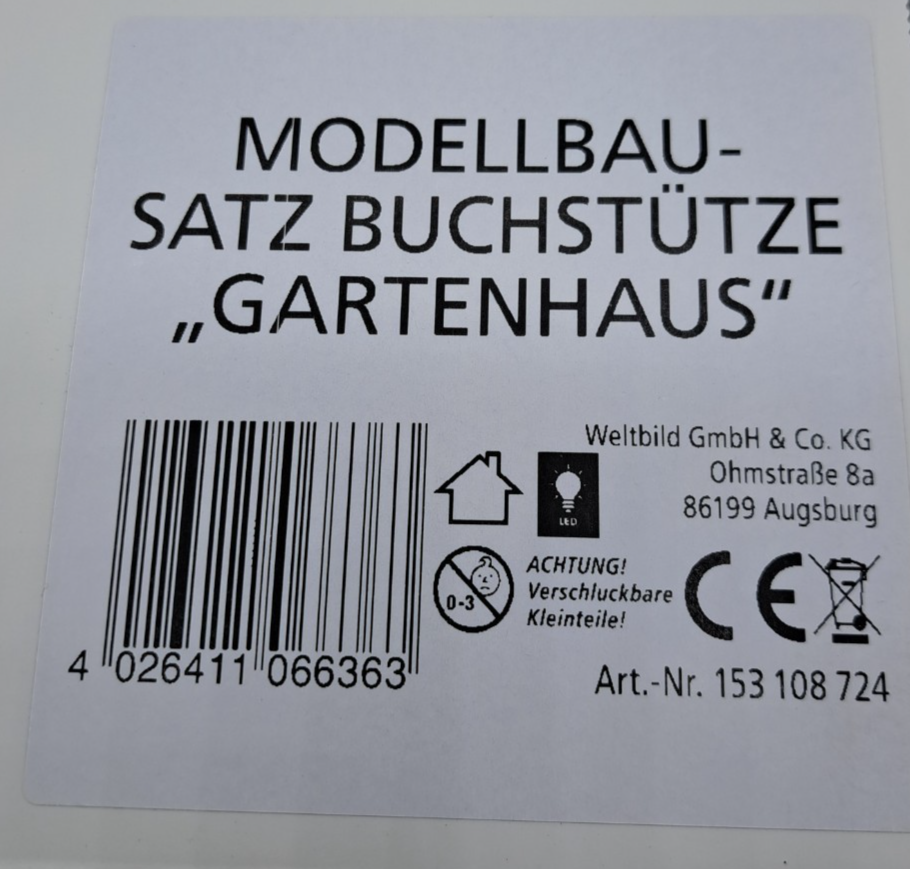 MODELLBAU-
SATZ BUCHSTÜTZE
„GARTENHAUS“
Weltbild GmbH & Co. KG
Ohmstraße 8a
86199 Augsburg
LED
0-3
ACHTUNG!
Verschluckbare
Kleinteile!
CE
4 026411 066363
Art.-Nr. 153 108 724